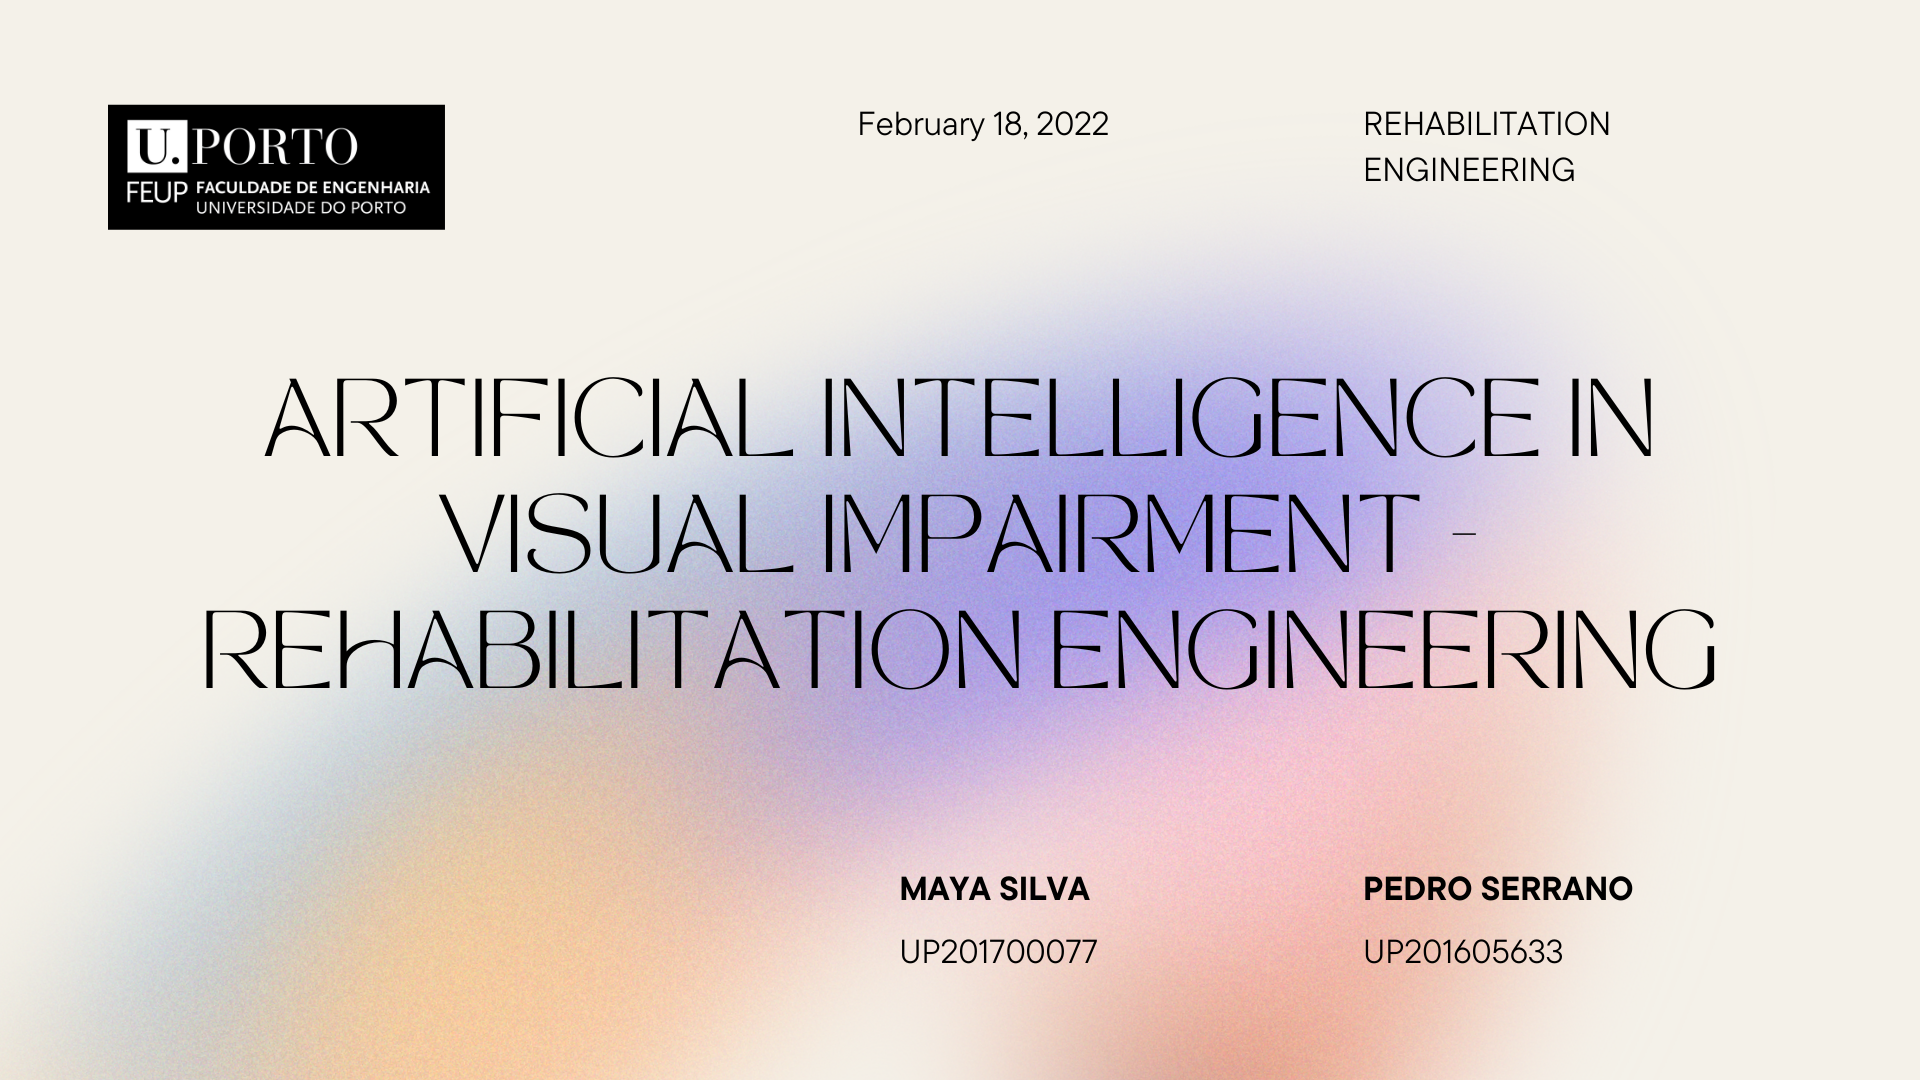 U.PORTO
FEUP FACULDADE DE ENGENHARIA
UNIVERSIDADE DO PORTO
February 18, 2022
REHABILITATION
ENGINEERING
ARTIFICIAL INTELLIGENCE IN
VISUAL IMPAIRMENT -
REHABILITATION ENGINEERING
MAYA SILVA
UP201700077
PEDRO SERRANO
UP201605633